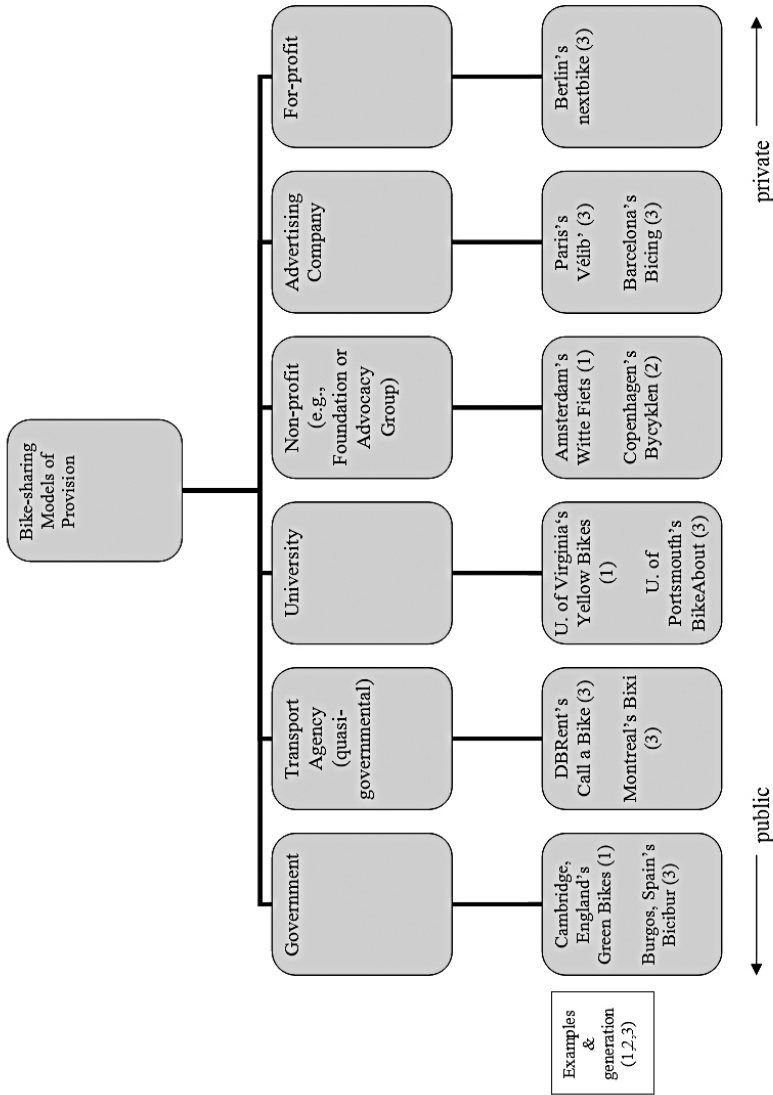 Bike-sharing
Models of
Provision
Government
Transport
Agency
(quasi-
governmental)
University
Non-profit
(e.g.,
Foundation or
Advocacy
Group)
Advertising
Company
For-profit
Examples
&
generation
(1,2,3)
Cambridge,
England's
Green Bikes (1)
Burgos, Spain's
Bicibur (3)
DBRent's
Call a Bike (3)
Montreal's Bixi
(3)
U. of Virginia‘s
Yellow Bikes
(1)
U. of
Portsmouth's
BikeAbout (3)
Amsterdam's
Witte Fiets (1)
Copenhagen's
Bycyklen (2)
Paris's
Vélib' (3)
Barcelona's
Bicing (3)
Berlin's
nextbike (3)
public
private